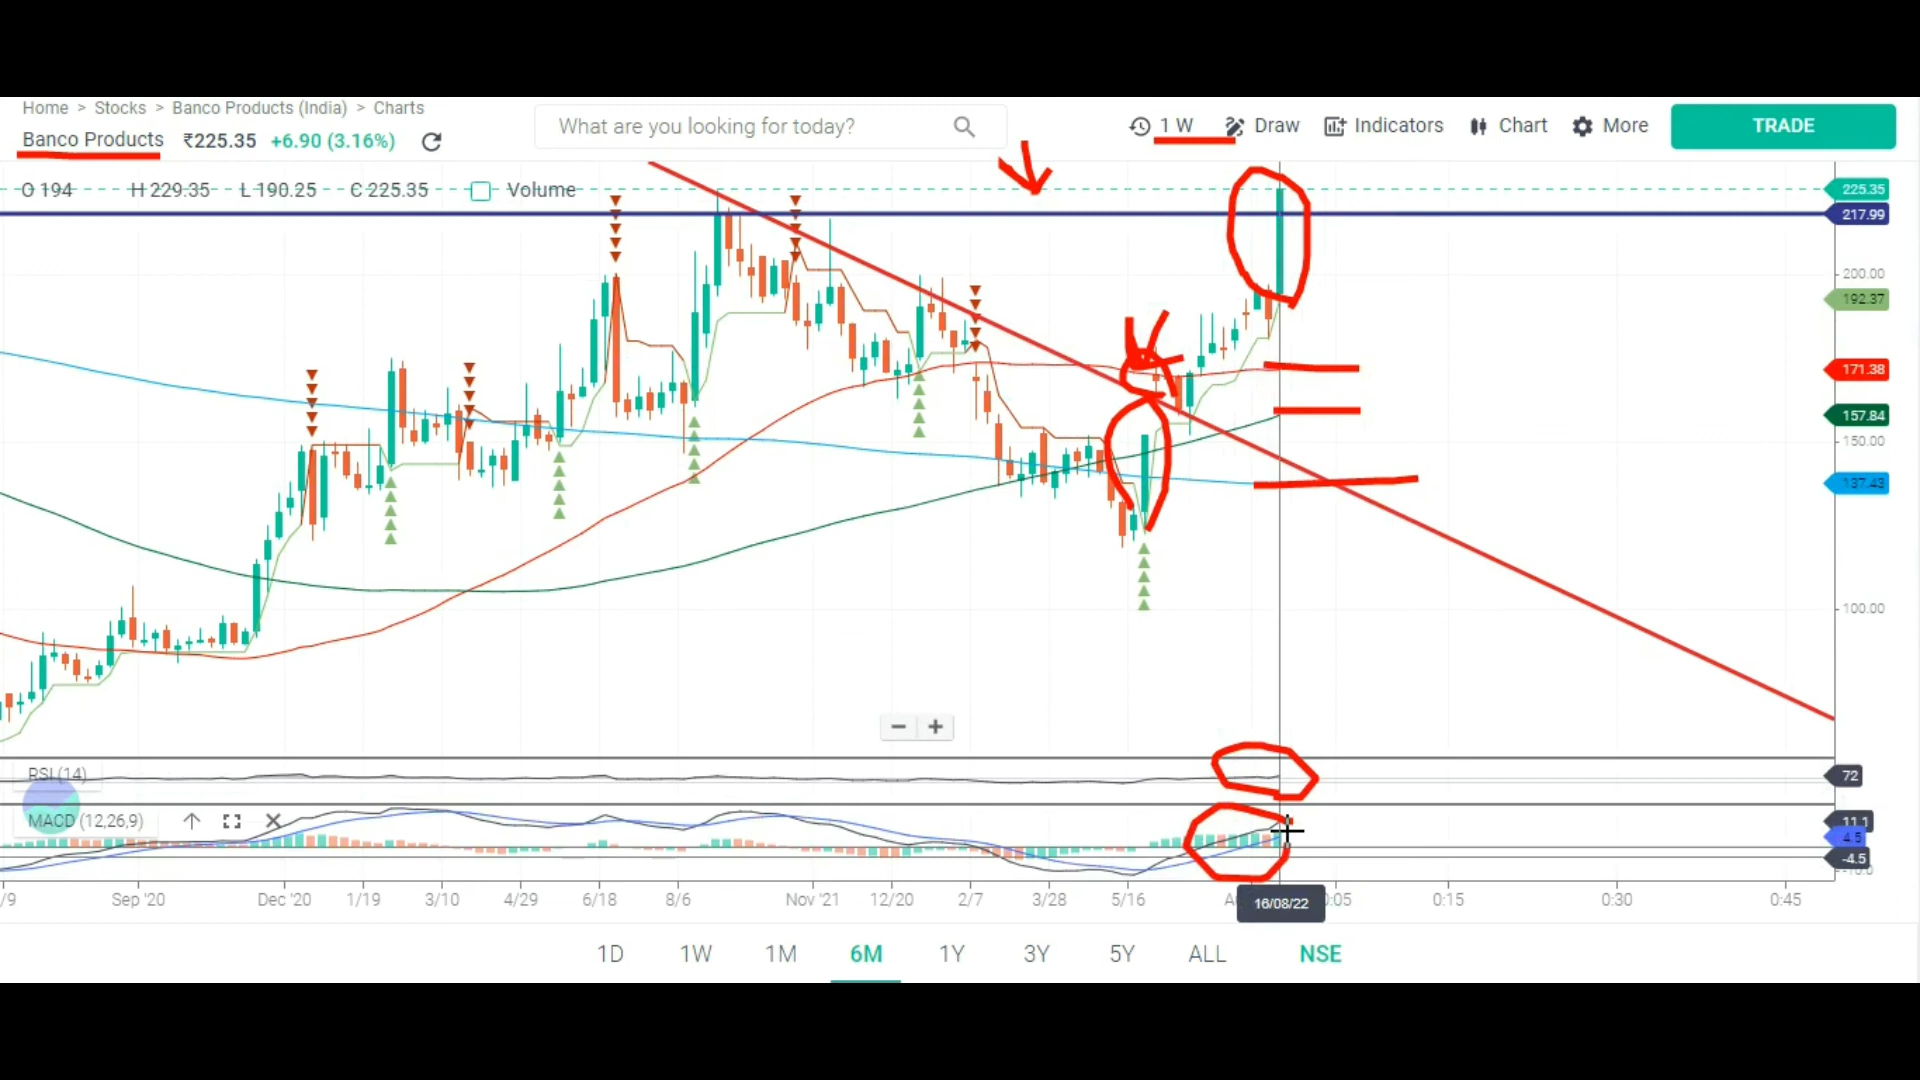 Home > Stocks > Banco Products (India) > Charts
Banco Products ₹225.35 +6.90 (3.16%)
What are you looking for today?
1 W Draw Indicators Chart More TRADE
O 194 H 229.35 L 190.25 C 225.35 Volume
225.35
217.99
200.00
192.37
171.38
157.84
150.00
137.43
100.00
RSI (14)
72
MACD (12,26,9)
11.1
4.5
-4.5
/9 Sep '20 Dec '20 1/19 3/10 4/29 6/18 8/6 Nov '21 12/20 2/7 3/28 5/16 16/08/22 0:15 0:30 0:45
1D 1W 1M 6M 1Y 3Y 5Y ALL NSE